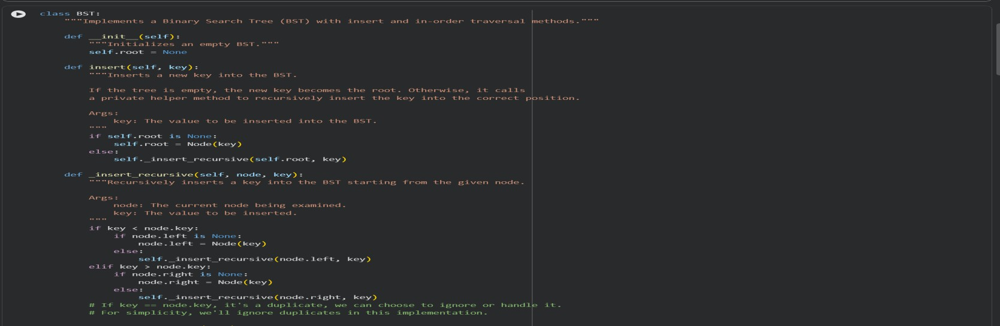 class BST:
    """Implements a Binary Search Tree (BST) with insert and in-order traversal methods."""
    def __init__(self):
        """Initializes an empty BST."""
        self.root = None
    def insert(self, key):
        """Inserts a new key into the BST.
        If the tree is empty, the new key becomes the root. Otherwise, it calls
        a private helper method to recursively insert the key into the correct position.
        Args:
            key: The value to be inserted into the BST.
        """
        if self.root is None:
            self.root = Node(key)
        else:
            self._insert_recursive(self.root, key)
    def _insert_recursive(self, node, key):
        """Recursively inserts a key into the BST starting from the given node.
        Args:
            node: The current node being examined.
            key: The value to be inserted.
        """
        if key < node.key:
            if node.left is None:
                node.left = Node(key)
            else:
                self._insert_recursive(node.left, key)
        elif key > node.key:
            if node.right is None:
                node.right = Node(key)
            else:
                self._insert_recursive(node.right, key)
        # If key == node.key, it's a duplicate, we can choose to ignore or handle it.
        # For simplicity, we'll ignore duplicates in this implementation.